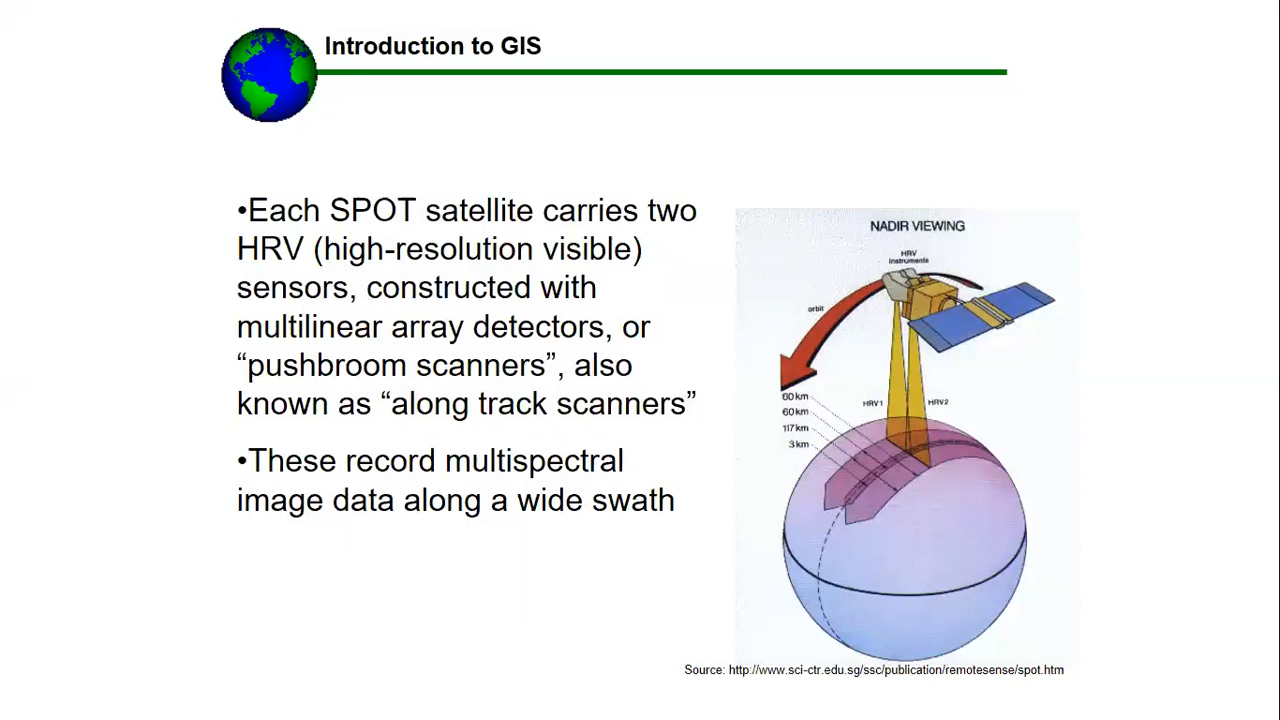 Introduction to GIS
•Each SPOT satellite carries two
HRV (high-resolution visible)
sensors, constructed with
multilinear array detectors, or
“pushbroom scanners”, also
known as “along track scanners”
•These record multispectral
image data along a wide swath
NADIR VIEWING
HRV
instruments
orbit
60 km
60 km
117 km
3 km
HRV1
HRV2
Source: http://www.sci-ctr.edu.sg/ssc/publication/remotesense/spot.htm